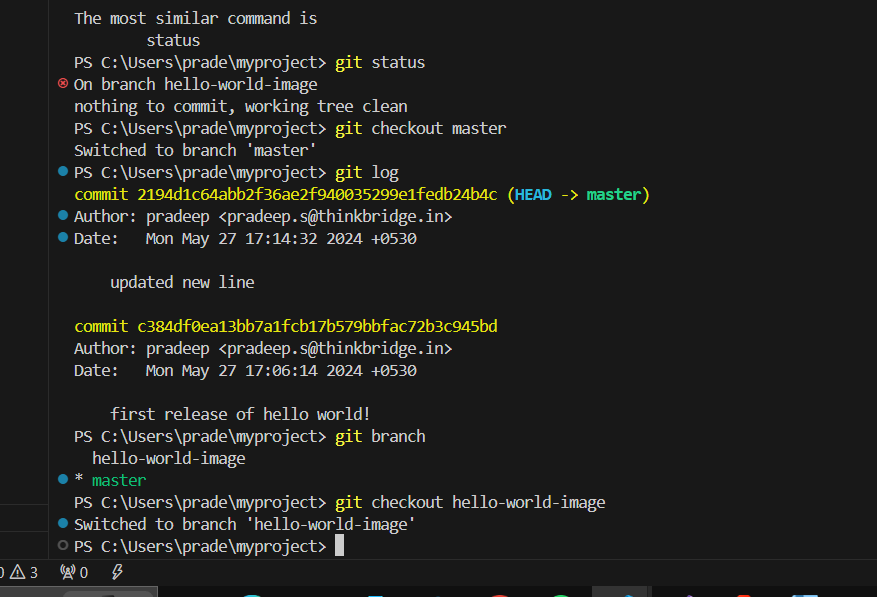 The most similar command is
status
PS C:\Users\prade\myproject> git status
On branch hello-world-image
nothing to commit, working tree clean
PS C:\Users\prade\myproject> git checkout master
Switched to branch 'master'
PS C:\Users\prade\myproject> git log
commit 2194d1c64abb2f36ae2f940035299e1fedb24b4c (HEAD -> master)
Author: pradeep <pradeep.s@thinkbridge.in>
Date:   Mon May 27 17:14:32 2024 +0530
updated new line
commit c384df0ea13bb7a1fcb17b579bbfac72b3c945bd
Author: pradeep <pradeep.s@thinkbridge.in>
Date:   Mon May 27 17:06:14 2024 +0530
first release of hello world!
PS C:\Users\prade\myproject> git branch
hello-world-image
* master
PS C:\Users\prade\myproject> git checkout hello-world-image
Switched to branch 'hello-world-image'
PS C:\Users\prade\myproject>
0 3 0